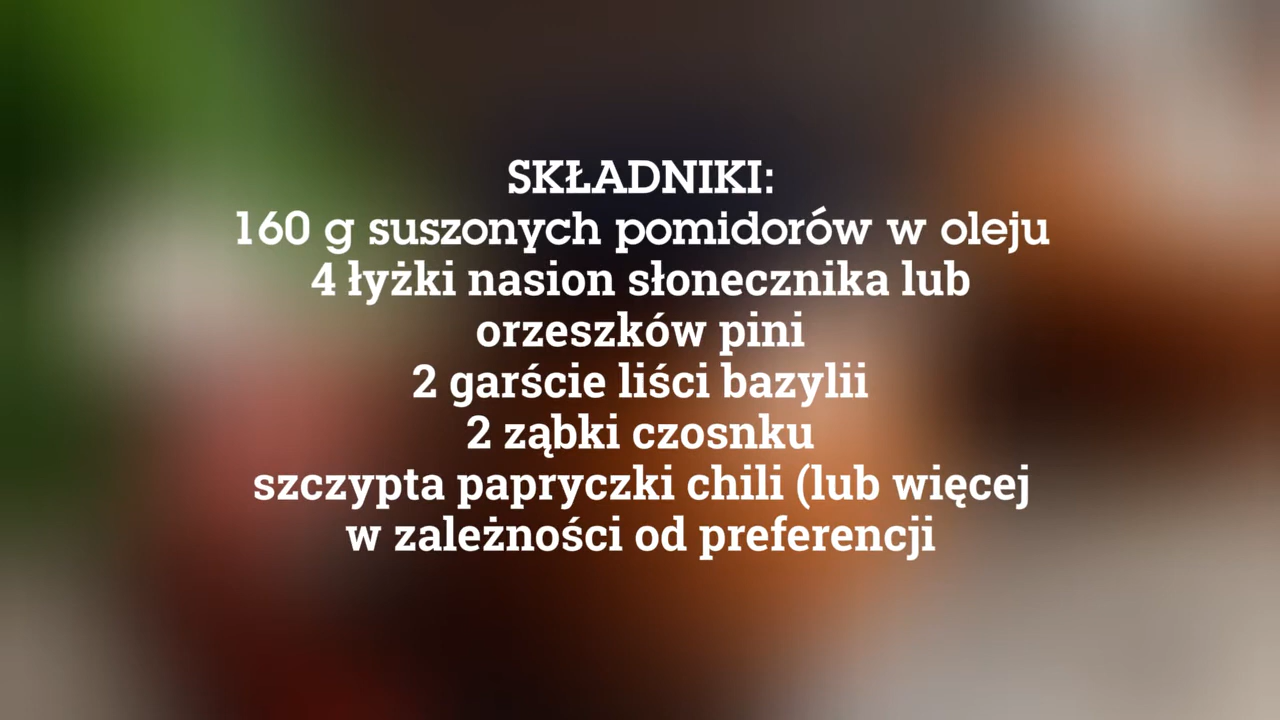 SKŁADNIKI:
160 g suszonych pomidorów w oleju
4 łyżki nasion słonecznika lub
orzeszków pini
2 garście liści bazylii
2 ząbki czosnku
szczypta papryczki chili (lub więcej
w zależności od preferencji